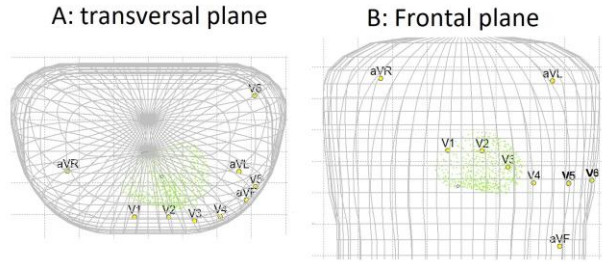 A: transversal plane
B: Frontal plane
V6
aVR
aVL
V5
aVF
V1
V2
V3
V4
aVR
aVL
V1
V2
V3
V4
V5
V6
aVF